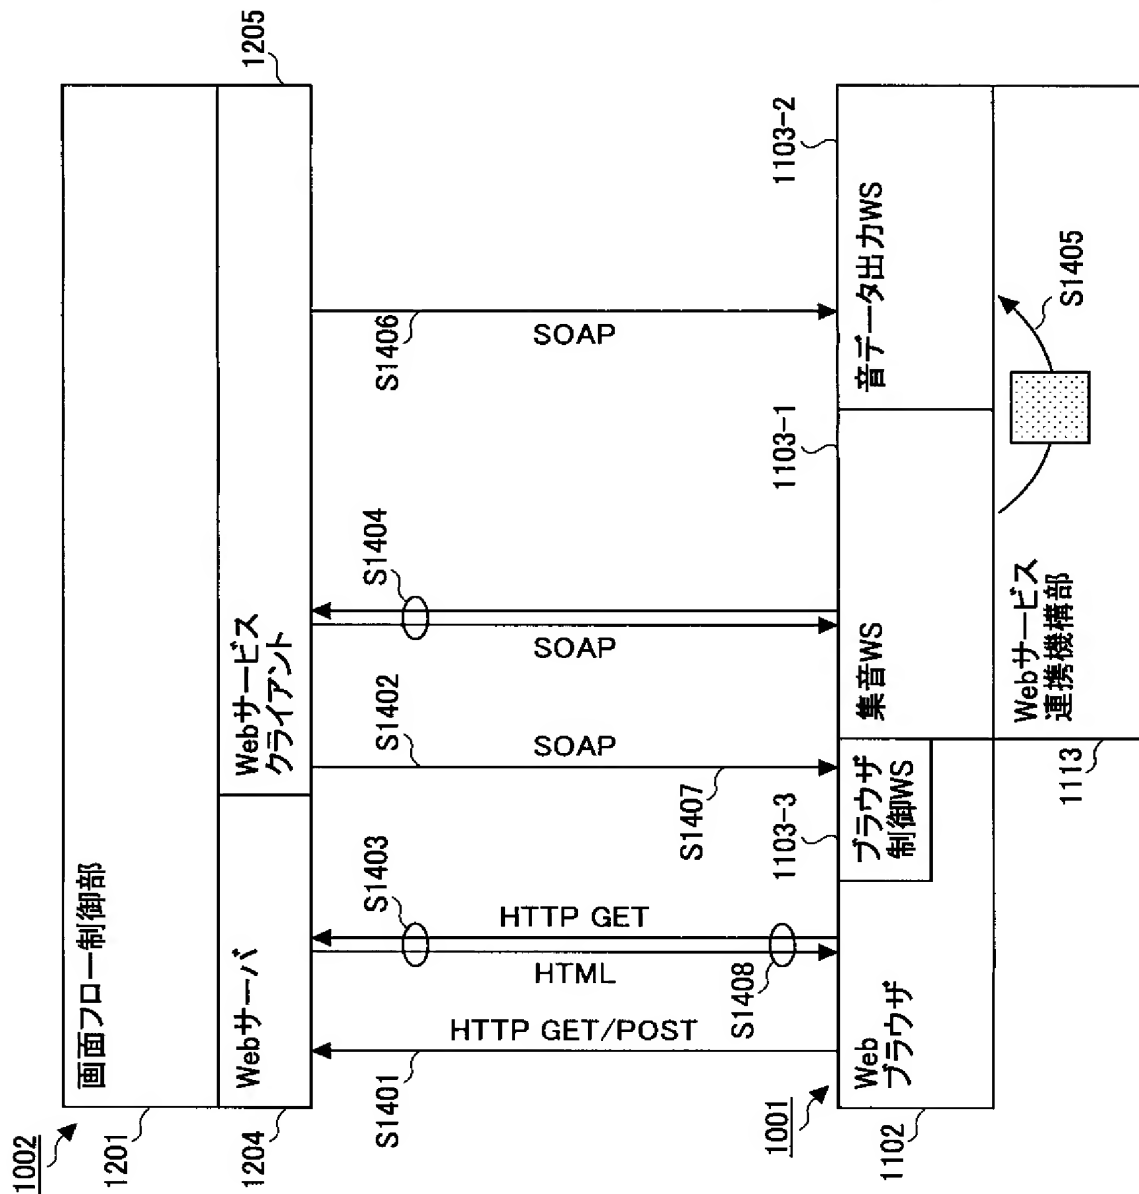 1002
1201
画面フロー制御部
1204
Webサーバ
Webサービス
クライアント
1205
S1401
HTTP GET/POST
S1403
HTTP GET
HTML
S1408
S1402
SOAP
S1407
S1404
SOAP
S1406
SOAP
1001
1102
Web
ブラウザ
1103-3
ブラウザ
制御WS
1103-1
集音WS
1103-2
音データ出力WS
1113
Webサービス
連携機構部
S1405